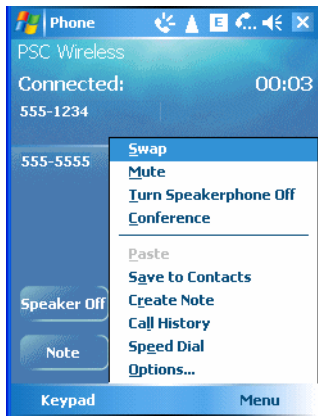 Phone
E
PSC Wireless
Connected: 00:03
555-1234
555-5555
Swap
Mute
Turn Speakerphone Off
Conference
Paste
Save to Contacts
Create Note
Call History
Speed Dial
Options...
Speaker Off
Note
Keypad Menu